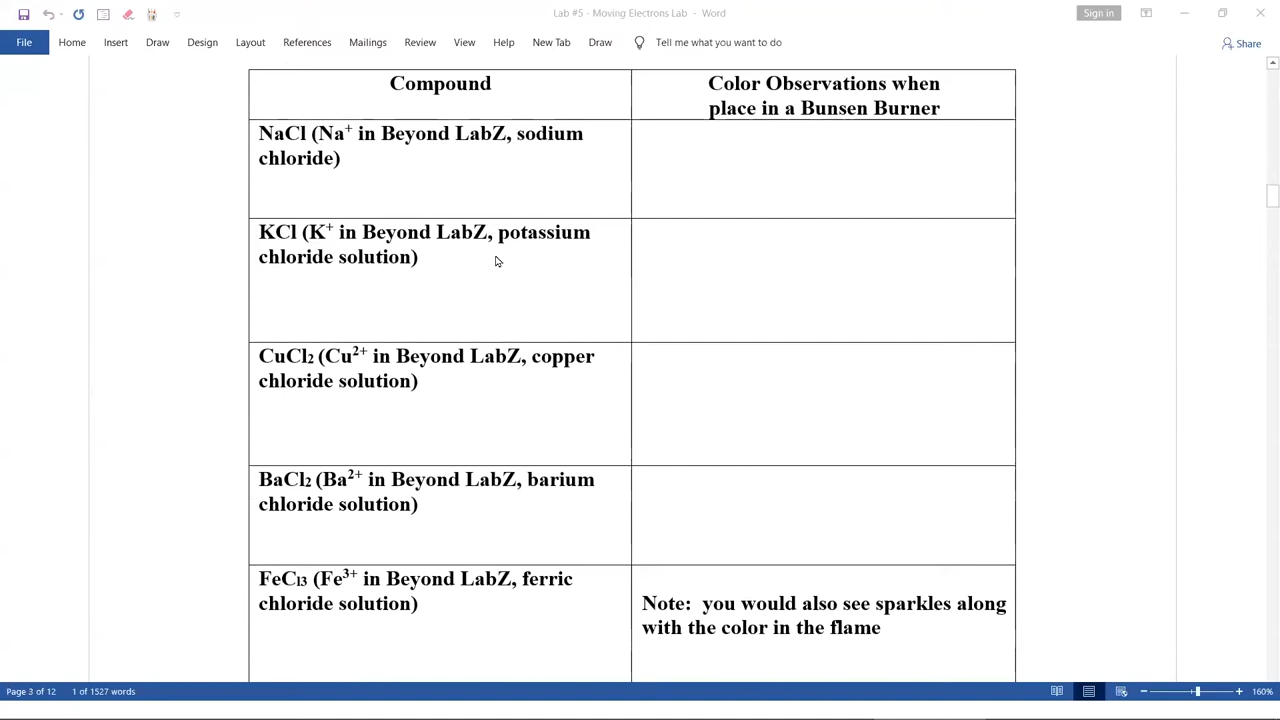 Lab #5 - Moving Electrons Lab - Word
Sign in
File Home Insert Draw Design Layout References Mailings Review View Help New Tab Draw Tell me what you want to do Share
Compound
Color Observations when
place in a Bunsen Burner
NaCl (Na⁺ in Beyond LabZ, sodium
chloride)
KCl (K⁺ in Beyond LabZ, potassium
chloride solution)
CuCl₂ (Cu²⁺ in Beyond LabZ, copper
chloride solution)
BaCl₂ (Ba²⁺ in Beyond LabZ, barium
chloride solution)
FeCl₃ (Fe³⁺ in Beyond LabZ, ferric
chloride solution)
Note: you would also see sparkles along
with the color in the flame
Page 3 of 12 1 of 1527 words 160%